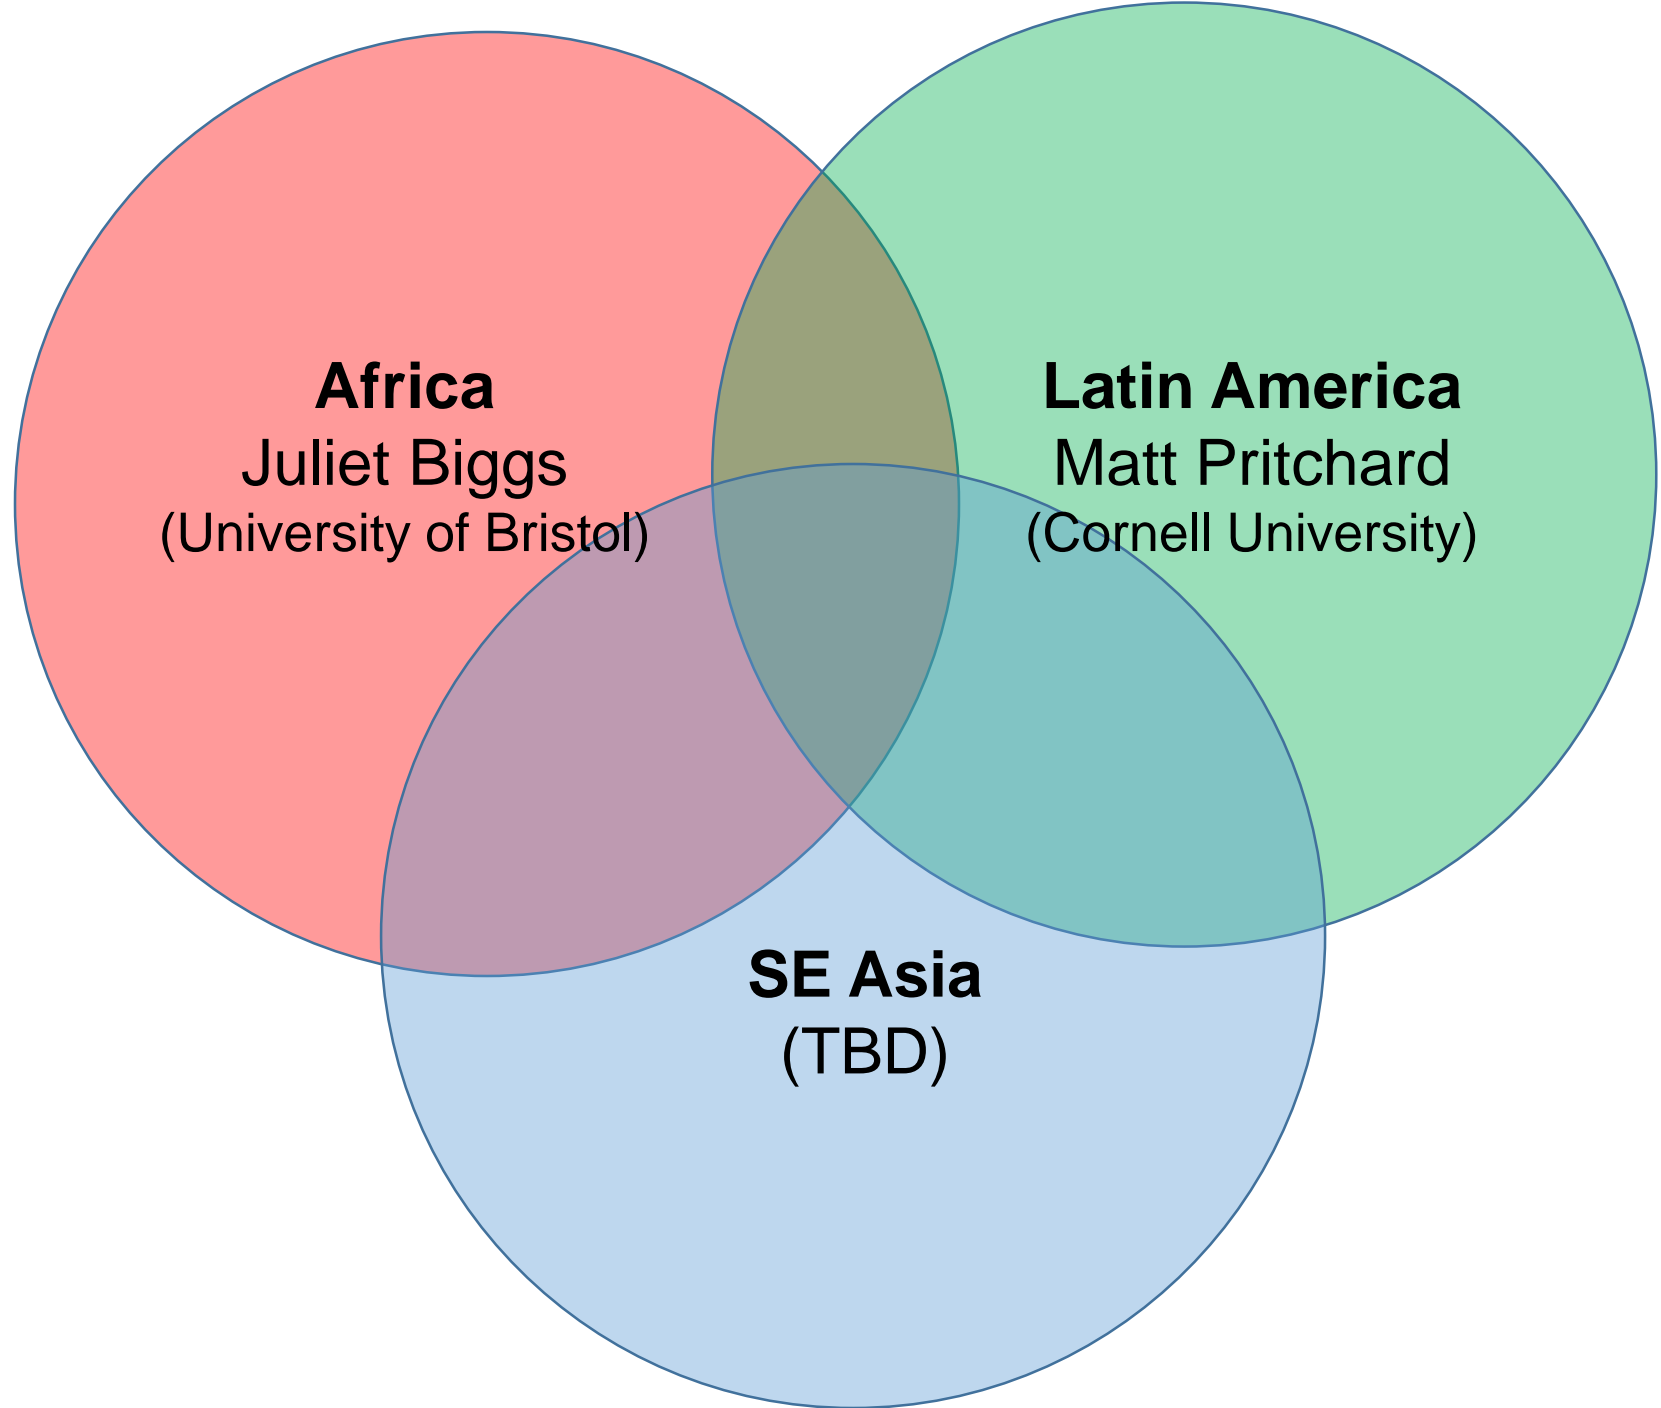 Africa
Juliet Biggs
(University of Bristol)
Latin America
Matt Pritchard
(Cornell University)
SE Asia
(TBD)